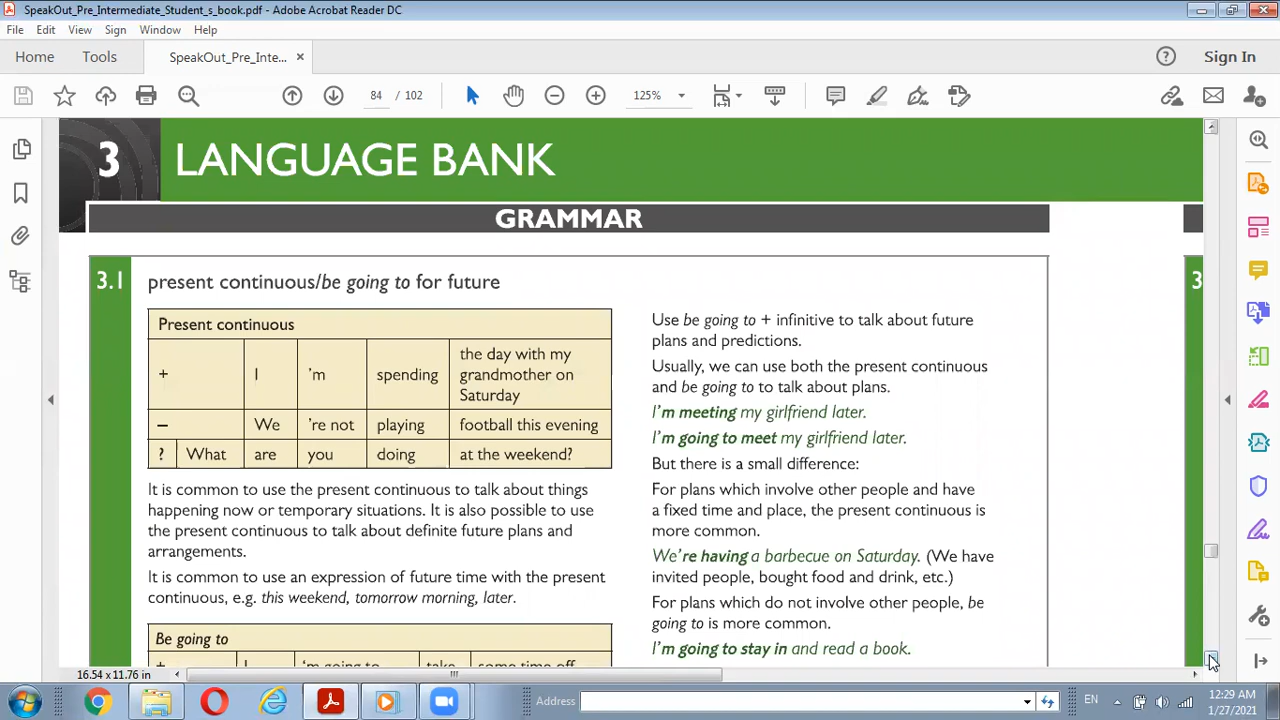 SpeakOut_Pre_Intermediate_Student_s_book.pdf - Adobe Acrobat Reader DC
File Edit View Sign Window Help
Home Tools SpeakOut_Pre_Inte... × Sign In
84 / 102 125%
3 LANGUAGE BANK
GRAMMAR
3.1 present continuous/be going to for future
3
Present continuous
+ I 'm spending the day with my grandmother on Saturday
– We 're not playing football this evening
? What are you doing at the weekend?
It is common to use the present continuous to talk about things
happening now or temporary situations. It is also possible to use
the present continuous to talk about definite future plans and
arrangements.
It is common to use an expression of future time with the present
continuous, e.g. this weekend, tomorrow morning, later.
Be going to
+ I 'm going to take some time off
Use be going to + infinitive to talk about future
plans and predictions.
Usually, we can use both the present continuous
and be going to to talk about plans.
I'm meeting my girlfriend later.
I'm going to meet my girlfriend later.
But there is a small difference:
For plans which involve other people and have
a fixed time and place, the present continuous is
more common.
We're having a barbecue on Saturday. (We have
invited people, bought food and drink, etc.)
For plans which do not involve other people, be
going to is more common.
I'm going to stay in and read a book.
16.54 x 11.76 in
Address EN 12:29 AM
1/27/2021